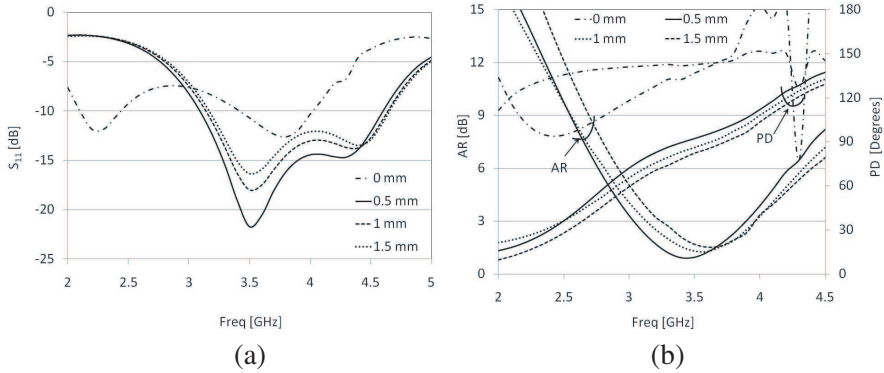 0
-5
-10
-15
-20
-25
S11 [dB]
0 mm
0.5 mm
1 mm
1.5 mm
2 2.5 3 3.5 4 4.5 5
Freq [GHz]
(a)
0 mm 0.5 mm
1 mm 1.5 mm
15
12
9
6
3
0
AR [dB]
AR
PD
180
150
120
90
60
30
0
PD [Degrees]
2 2.5 3 3.5 4 4.5
Freq [GHz]
(b)